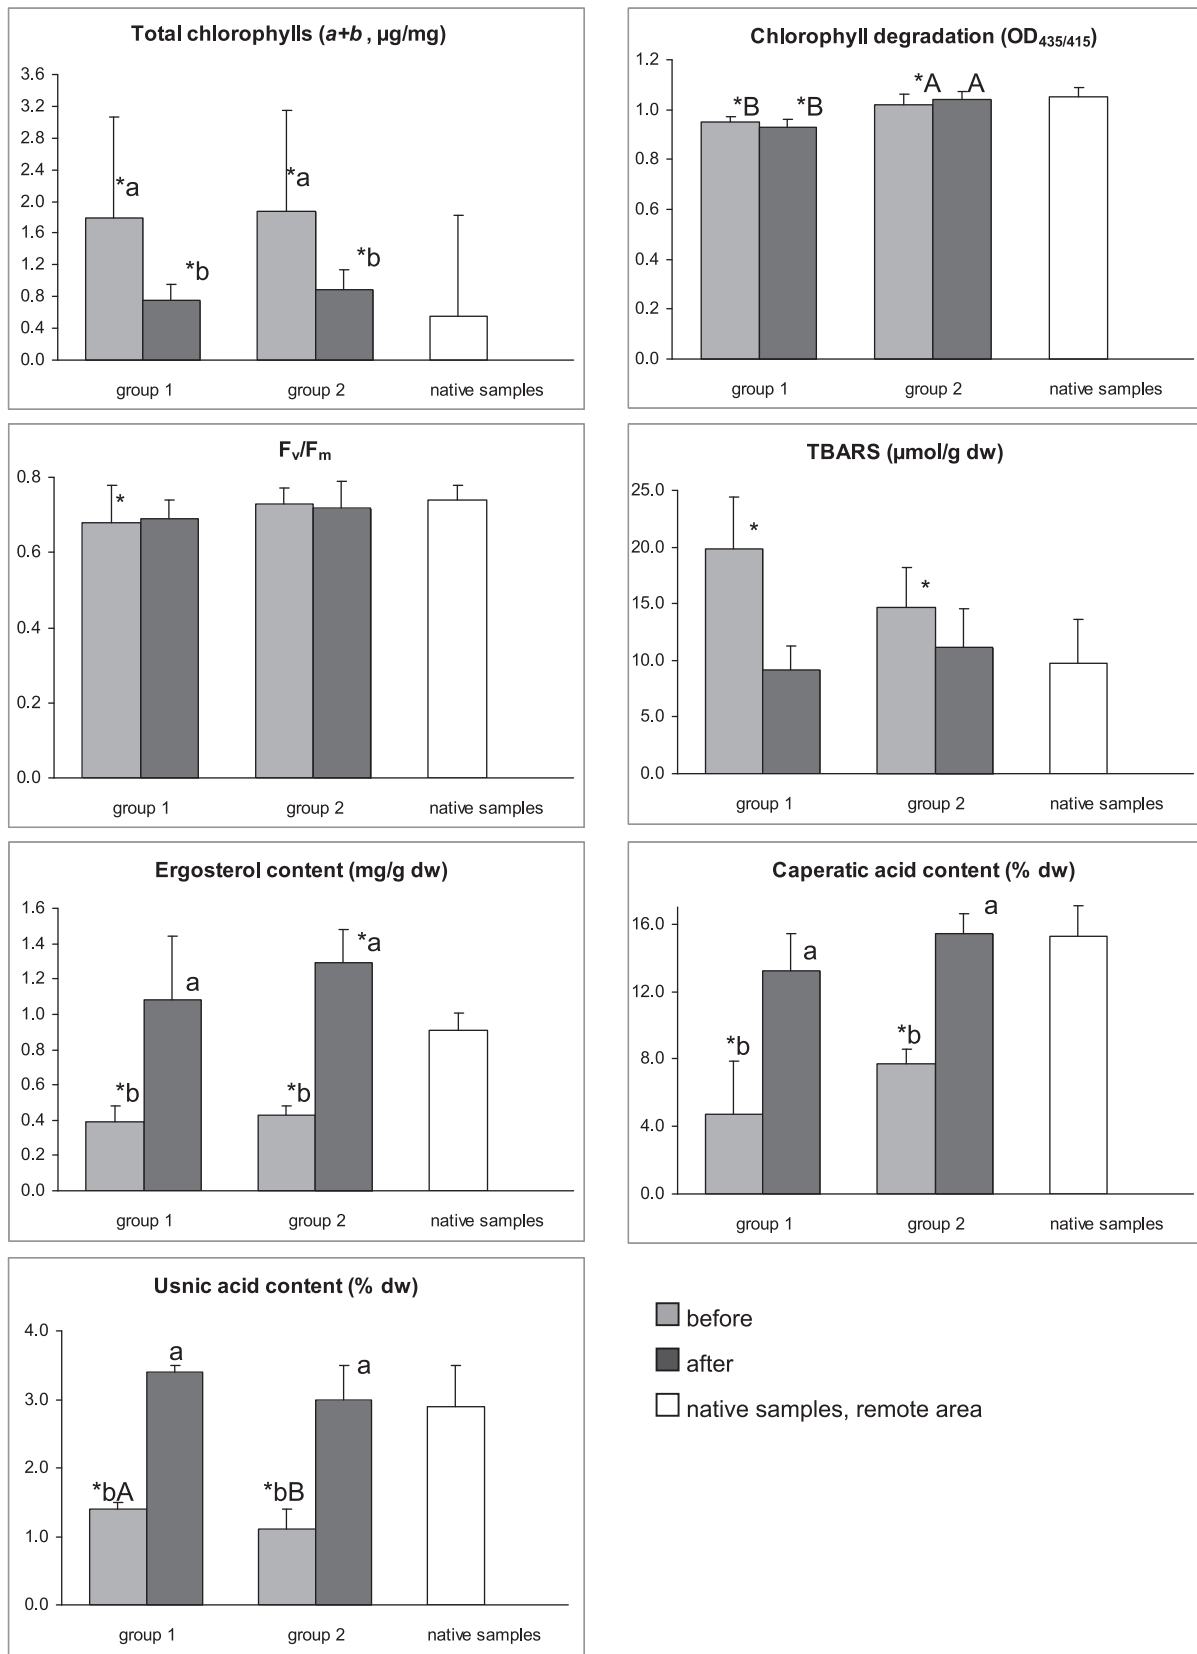 Total chlorophylls (a+b , µg/mg)
3.6
3.2
2.8
2.4
2.0
1.6
1.2
0.8
0.4
0.0
*a
*b
*a
*b
group 1
group 2
native samples
Chlorophyll degradation (OD435/415)
1.2
1.0
0.8
0.6
0.4
0.2
0.0
*B
*B
*A
A
group 1
group 2
native samples
Fv/Fm
0.8
0.6
0.4
0.2
0.0
*
group 1
group 2
native samples
TBARS (µmol/g dw)
25.0
20.0
15.0
10.0
5.0
0.0
*
*
group 1
group 2
native samples
Ergosterol content (mg/g dw)
1.6
1.4
1.2
1.0
0.8
0.6
0.4
0.2
0.0
*b
a
*b
*a
group 1
group 2
native samples
Caperatic acid content (% dw)
16.0
12.0
8.0
4.0
0.0
*b
a
*b
a
group 1
group 2
native samples
Usnic acid content (% dw)
4.0
3.0
2.0
1.0
0.0
*bA
a
*bB
a
group 1
group 2
native samples
before
after
native samples, remote area